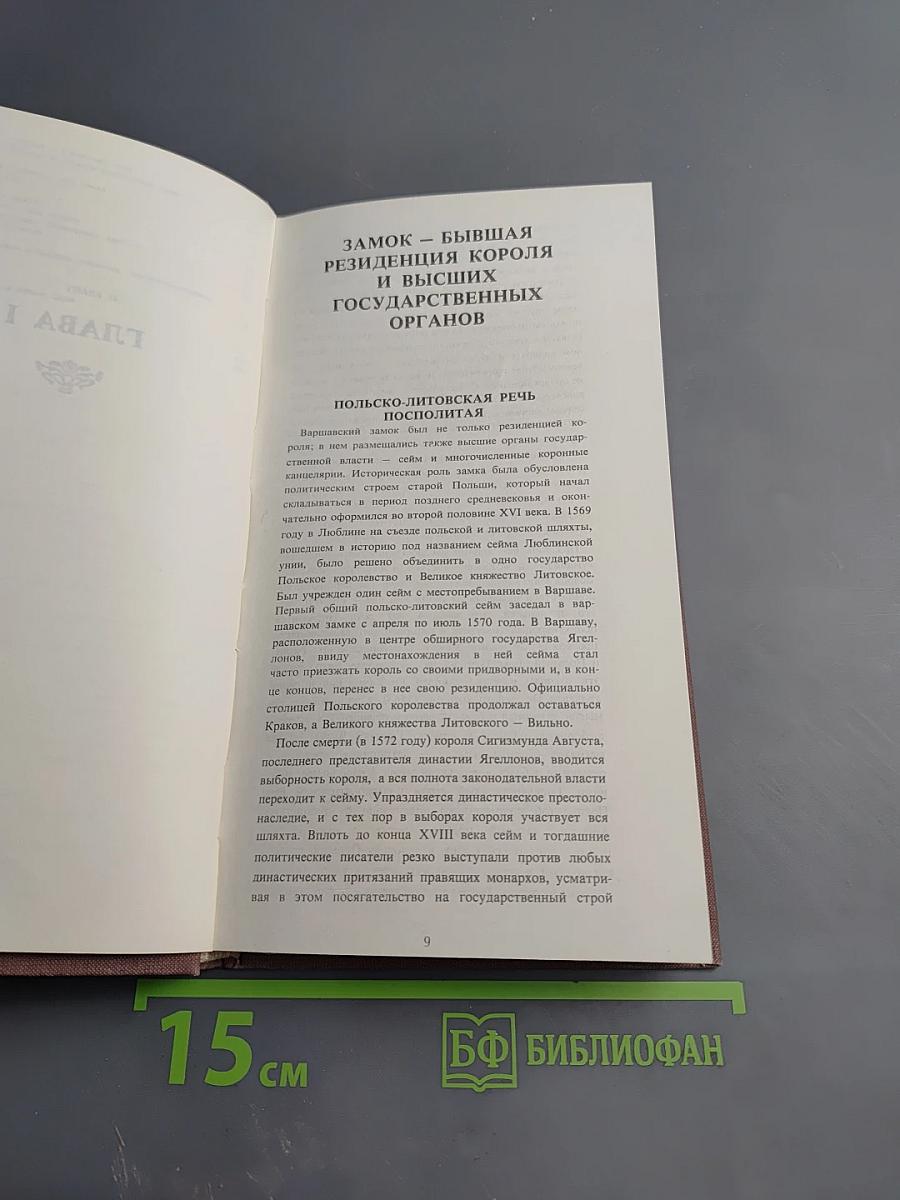 ГЛАВА I
ЗАМОК – БЫВШАЯ
РЕЗИДЕНЦИЯ КОРОЛЯ
И ВЫСШИХ
ГОСУДАРСТВЕННЫХ
ОРГАНОВ
ПОЛЬСКО-ЛИТОВСКАЯ РЕЧЬ
ПОСПОЛИТАЯ
Варшавский замок был не только резиденцией ко-
роля; в нем размещались также высшие органы государ-
ственной власти – сейм и многочисленные коронные
канцелярии. Историческая роль замка была обусловлена
политическим строем старой Польши, который начал
складываться в период позднего средневековья и окон-
чательно оформился во второй половине XVI века. В 1569
году в Люблине на съезде польской и литовской шляхты,
вошедшем в историю под названием сейма Люблинской
унии, было решено объединить в одно государство
Польское королевство и Великое княжество Литовское.
Был учрежден один сейм с местопребыванием в Варшаве.
Первый общий польско-литовский сейм заседал в вар-
шавском замке с апреля по июль 1570 года. В Варшаву,
расположенную в центре обширного государства Ягел-
лонов, ввиду местонахождения в ней сейма стал
часто приезжать король со своими придворными и, в кон-
це концов, перенес в нее свою резиденцию. Официально
столицей Польского королевства продолжал оставаться
Краков, а Великого княжества Литовского – Вильно.
После смерти (в 1572 году) короля Сигизмунда Августа,
последнего представителя династии Ягеллонов, вводится
выборность короля, а вся полнота законодательной власти
переходит к сейму. Упраздняется династическое престоло-
наследие, и с тех пор в выборах короля участвует вся
шляхта. Вплоть до конца XVIII века сейм и тогдашние
политические писатели резко выступали против любых
династических притязаний правящих монархов, усматри-
вая в этом посягательство на государственный строй
9
15 см
БФ БИБЛИОФАН